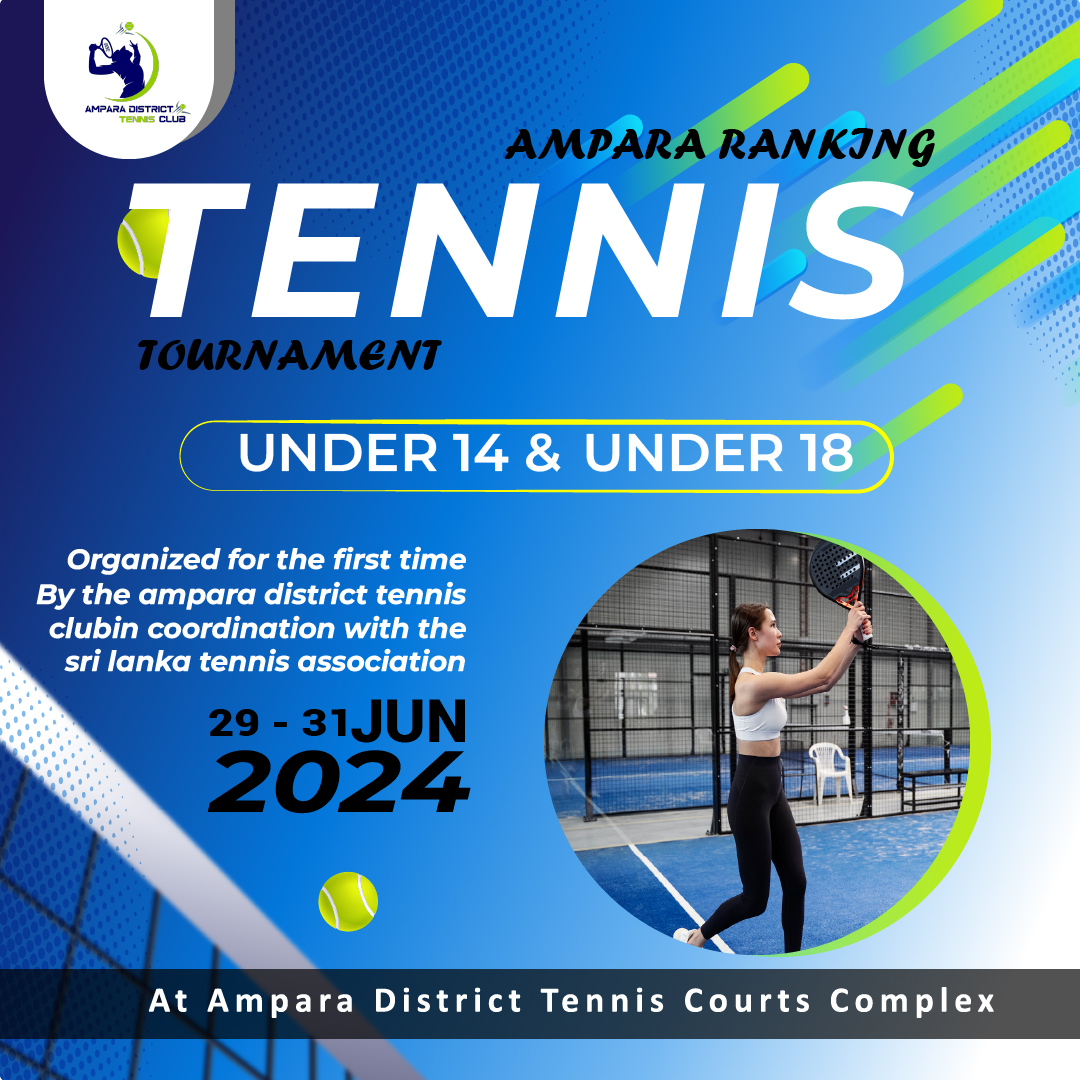 AMPARA DISTRICT
TENNIS CLUB
AMPARA RANKING
TENNIS
TOURNAMENT
UNDER 14 & UNDER 18
Organized for the first time
By the ampara district tennis
clubin coordination with the
sri lanka tennis association
29 - 31 JUN
2024
At Ampara District Tennis Courts Complex